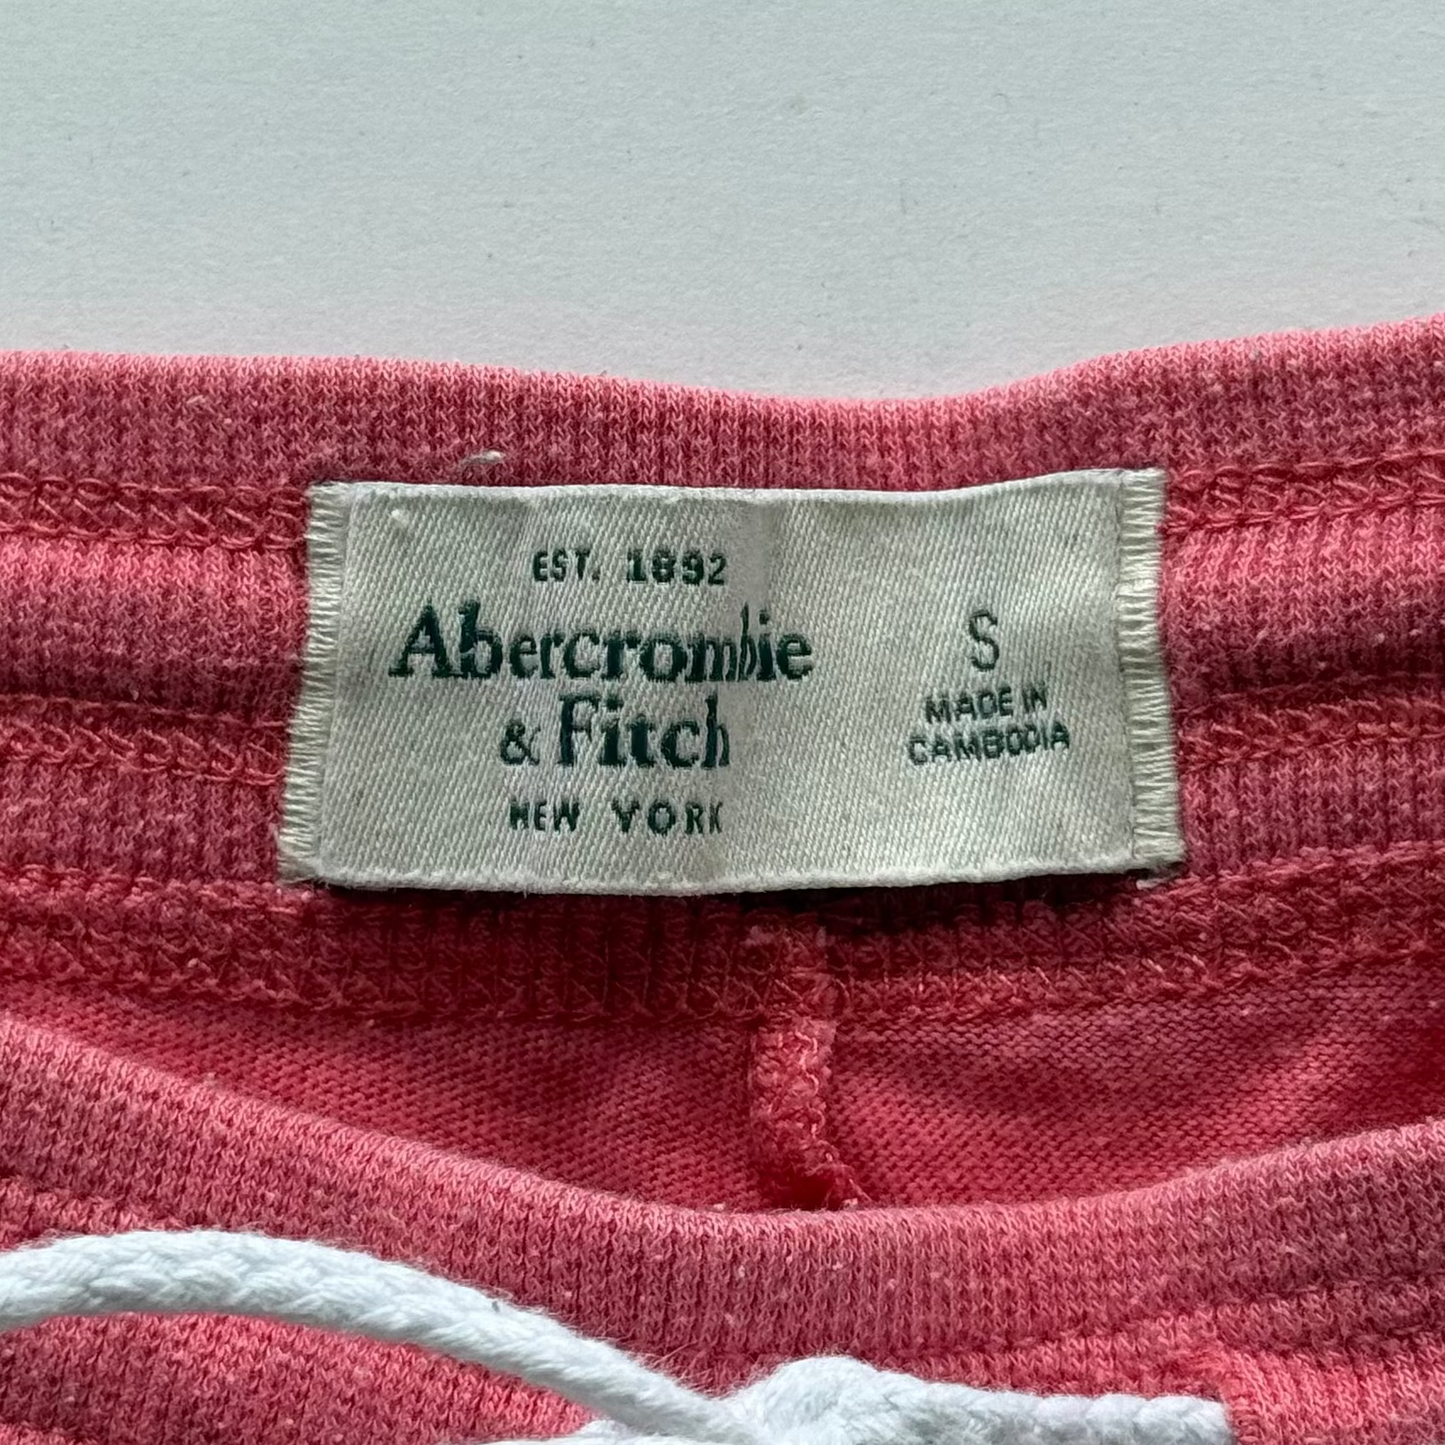 EST. 1892
Abercrombie
& Fitch
NEW YORK
S
MADE IN
CAMBODIA